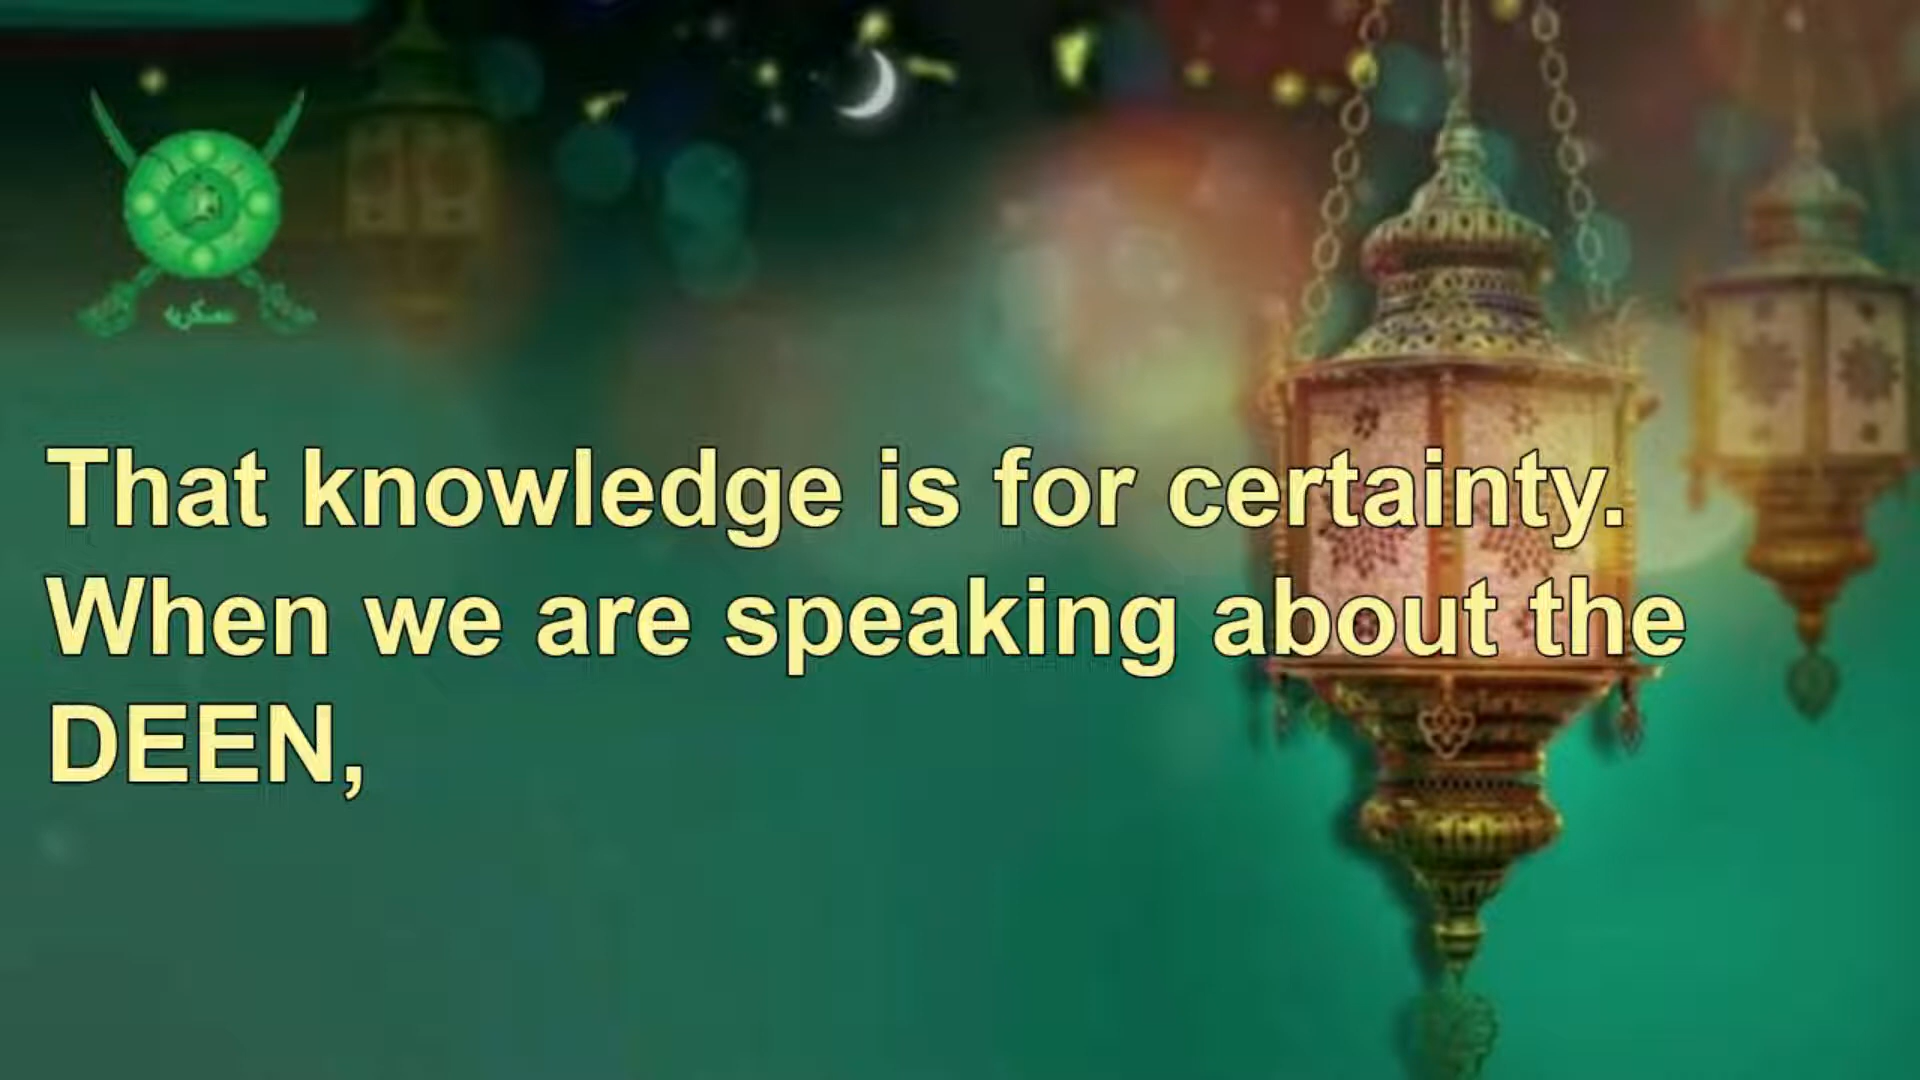 That knowledge is for certainty.
When we are speaking about the
DEEN,